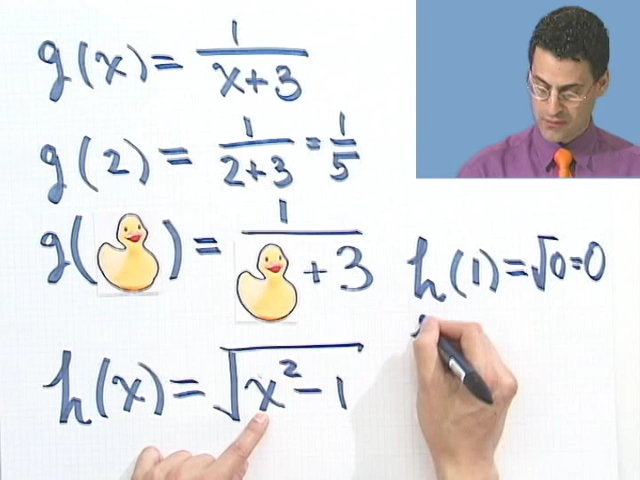 g(x) = 1/(x+3)
g(2) = 1/(2+3) = 1/5
g( ) = 1/( +3)
h(1) = √0 = 0
h(x) = √(x² - 1)